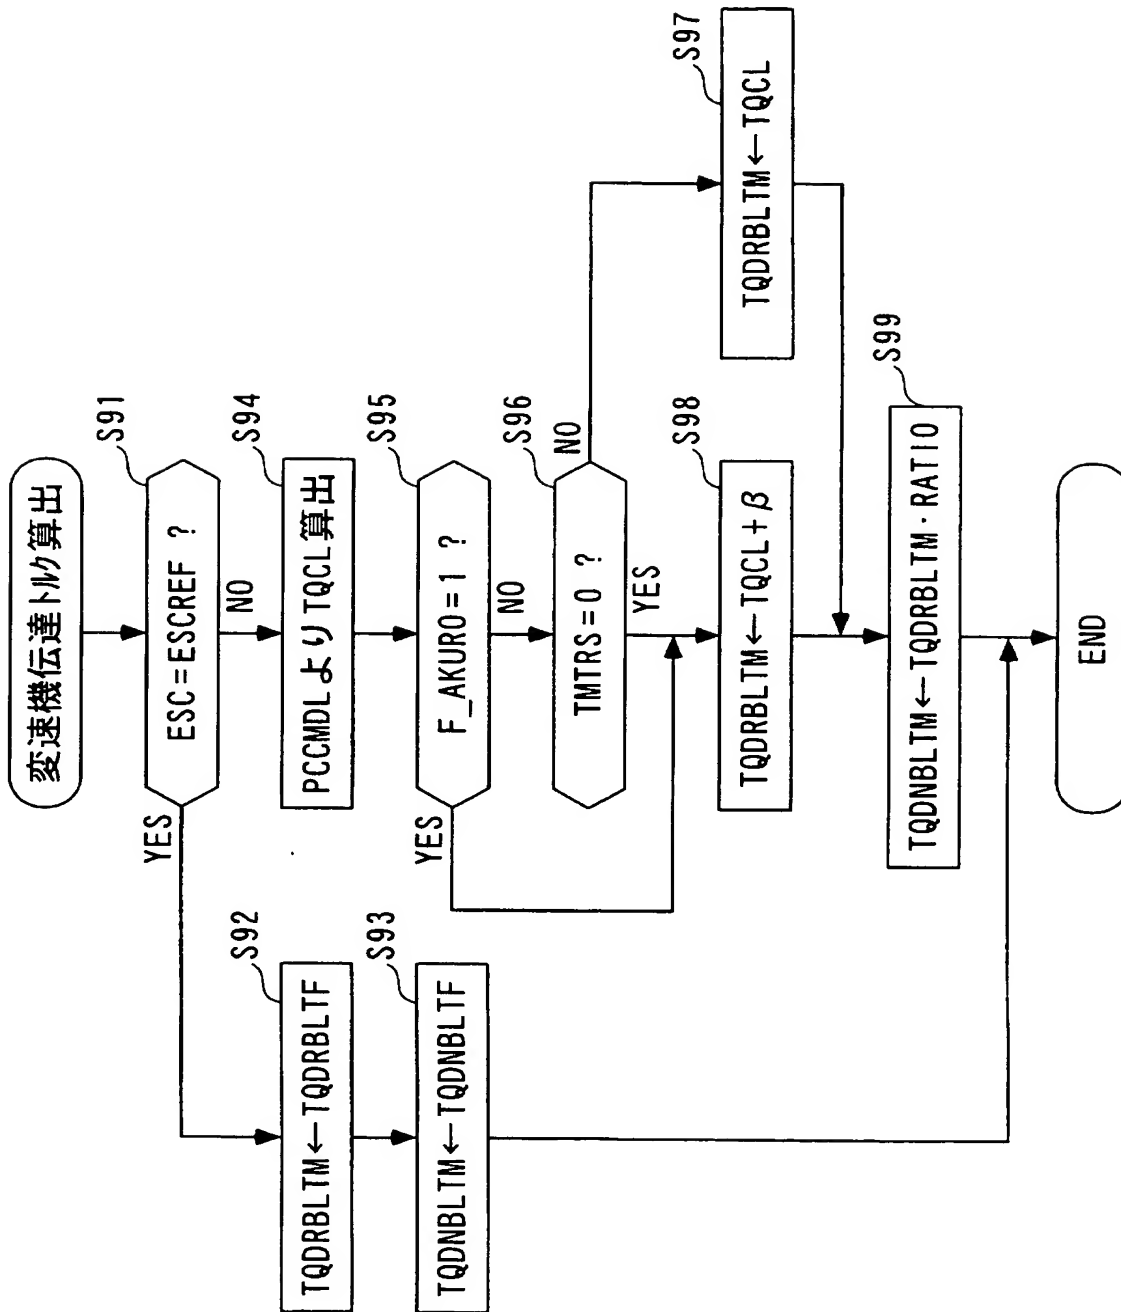 変速機伝達トルク算出
S91
ESC=ESCREF ?
YES
NO
S92
TQDRBLTM←TQDRBLTF
S93
TQDNBLTM←TQDNBLTF
S94
PCCMDLよりTQCL算出
S95
F_AKURO=1 ?
YES
NO
S96
TMTRS=0 ?
NO
YES
S97
TQDRBLTM←TQCL
S98
TQDRBLTM←TQCL+β
S99
TQDNBLTM←TQDRBLTM·RATIO
END